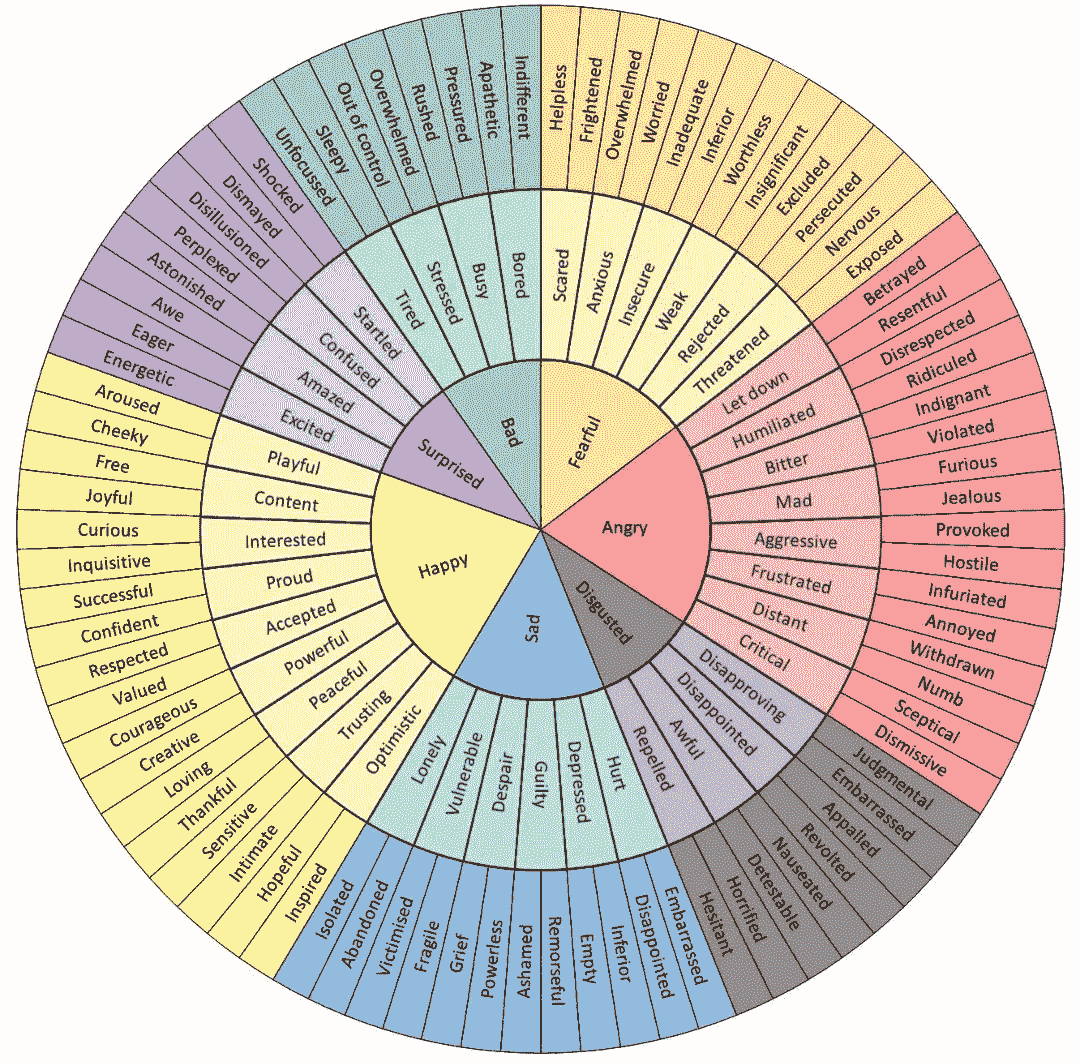 Fearful
Angry
Disgusted
Sad
Happy
Surprised
Bad
Scared
Anxious
Insecure
Weak
Rejected
Threatened
Let down
Humiliated
Bitter
Mad
Aggressive
Frustrated
Distant
Critical
Disapproving
Disappointed
Awful
Repelled
Hurt
Depressed
Guilty
Despair
Vulnerable
Lonely
Optimistic
Trusting
Peaceful
Powerful
Accepted
Proud
Interested
Content
Playful
Excited
Amazed
Confused
Startled
Tired
Stressed
Busy
Bored
Helpless
Frightened
Overwhelmed
Worried
Inadequate
Inferior
Worthless
Insignificant
Excluded
Persecuted
Nervous
Exposed
Betrayed
Resentful
Disrespected
Ridiculed
Indignant
Violated
Furious
Jealous
Provoked
Hostile
Infuriated
Annoyed
Withdrawn
Numb
Sceptical
Dismissive
Judgmental
Embarrassed
Appalled
Revolted
Nauseated
Detestable
Horrified
Hesitant
Embarrassed
Disappointed
Inferior
Empty
Remorseful
Ashamed
Powerless
Grief
Fragile
Victimised
Abandoned
Isolated
Inspired
Hopeful
Intimate
Sensitive
Thankful
Loving
Creative
Courageous
Valued
Respected
Confident
Successful
Inquisitive
Curious
Joyful
Free
Cheeky
Aroused
Energetic
Eager
Awe
Astonished
Perplexed
Disillusioned
Dismayed
Shocked
Unfocussed
Sleepy
Out of control
Overwhelmed
Rushed
Pressured
Apathetic
Indifferent